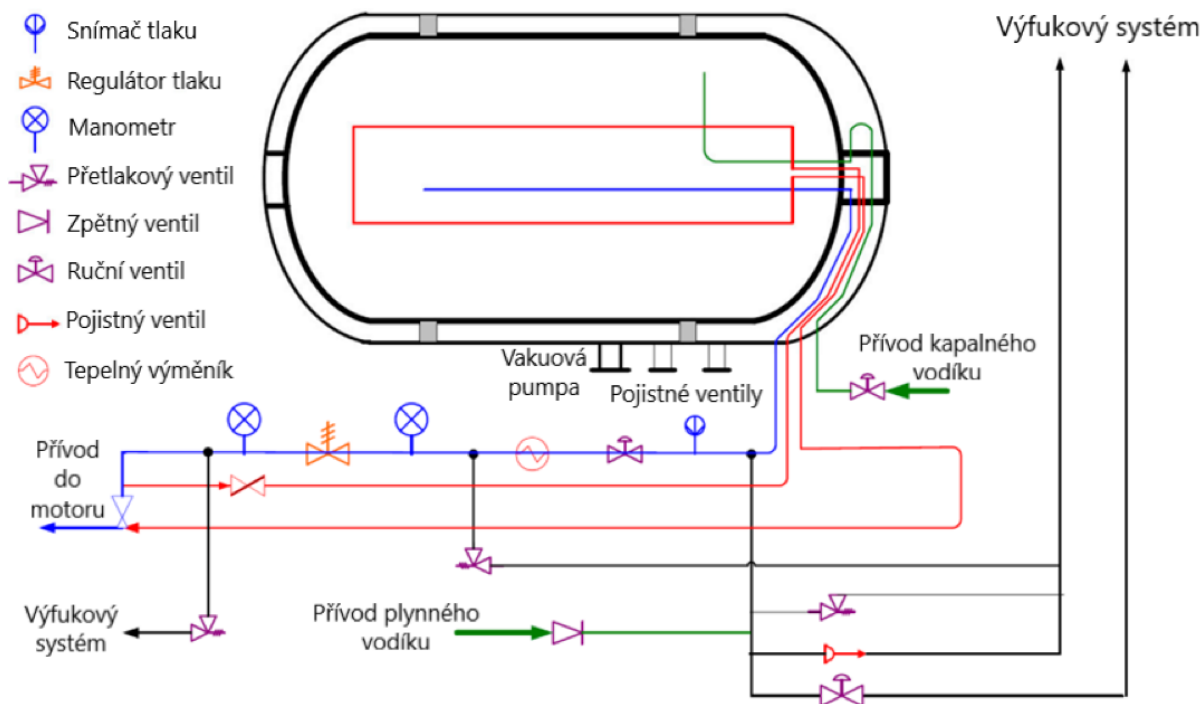 Snímač tlaku
Regulátor tlaku
Manometr
Přetlakový ventil
Zpětný ventil
Ruční ventil
Pojistný ventil
Tepelný výměník
Výfukový systém
Vakuová
pumpa
Pojistné ventily
Přívod kapalného
vodíku
Přívod
do
motoru
Výfukový
systém
Přívod plynného
vodíku